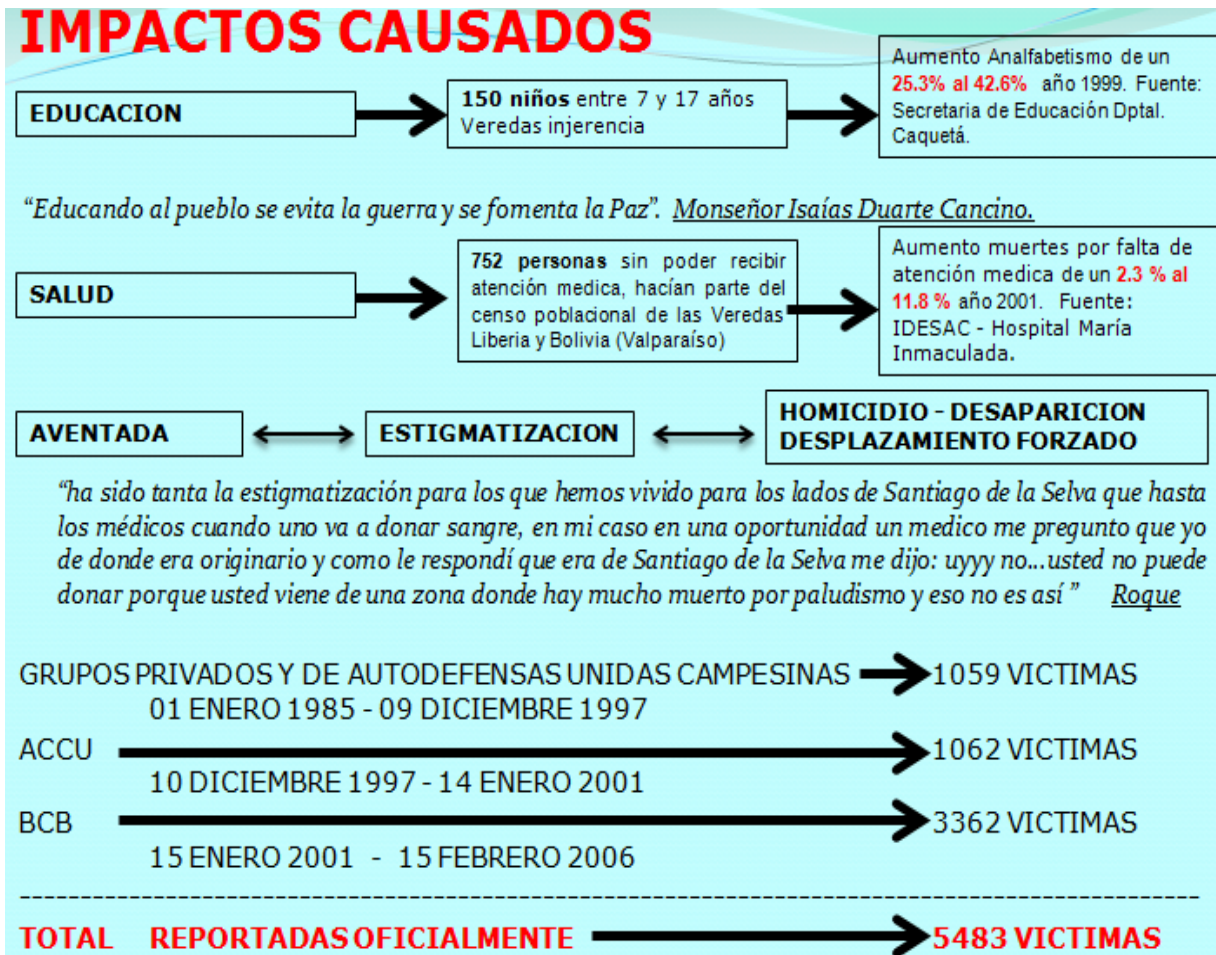 IMPACTOS CAUSADOS
EDUCACION
150 niños entre 7 y 17 años
Veredas injerencia
Aumento Analfabetismo de un
25.3% al 42.6% año 1999. Fuente:
Secretaria de Educación Dptal.
Caquetá.
“Educando al pueblo se evita la guerra y se fomenta la Paz”. Monseñor Isaías Duarte Cancino.
SALUD
752 personas sin poder recibir
atención medica, hacían parte del
censo poblacional de las Veredas
Liberia y Bolivia (Valparaíso)
Aumento muertes por falta de
atención medica de un 2.3 % al
11.8 % año 2001. Fuente:
IDESAC - Hospital María
Inmaculada.
AVENTADA
ESTIGMATIZACION
HOMICIDIO - DESAPARICION
DESPLAZAMIENTO FORZADO
“ha sido tanta la estigmatización para los que hemos vivido para los lados de Santiago de la Selva que hasta
los médicos cuando uno va a donar sangre, en mi caso en una oportunidad un medico me pregunto que yo
de donde era originario y como le respondí que era de Santiago de la Selva me dijo: uyyy no...usted no puede
donar porque usted viene de una zona donde hay mucho muerto por paludismo y eso no es así ” Roque
GRUPOS PRIVADOS Y DE AUTODEFENSAS UNIDAS CAMPESINAS 1059 VICTIMAS
01 ENERO 1985 - 09 DICIEMBRE 1997
ACCU 1062 VICTIMAS
10 DICIEMBRE 1997 - 14 ENERO 2001
BCB 3362 VICTIMAS
15 ENERO 2001 - 15 FEBRERO 2006
TOTAL REPORTADAS OFICIALMENTE 5483 VICTIMAS